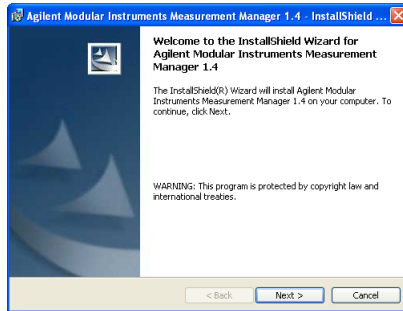 Agilent Modular Instruments Measurement Manager 1.4 - InstallShield ...
Welcome to the InstallShield Wizard for
Agilent Modular Instruments Measurement
Manager 1.4
The InstallShield(R) Wizard will install Agilent Modular
Instruments Measurement Manager 1.4 on your computer. To
continue, click Next.
WARNING: This program is protected by copyright law and
international treaties.
< Back
Next >
Cancel